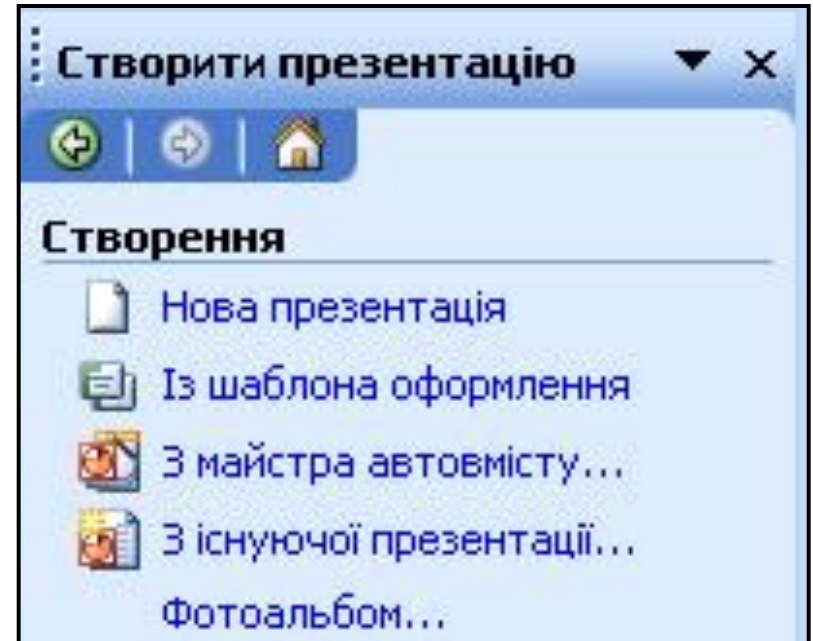 Створити презентацію
Створення
Нова презентація
Із шаблона оформлення
З майстра автовмісту...
З існуючої презентації...
Фотоальбом...